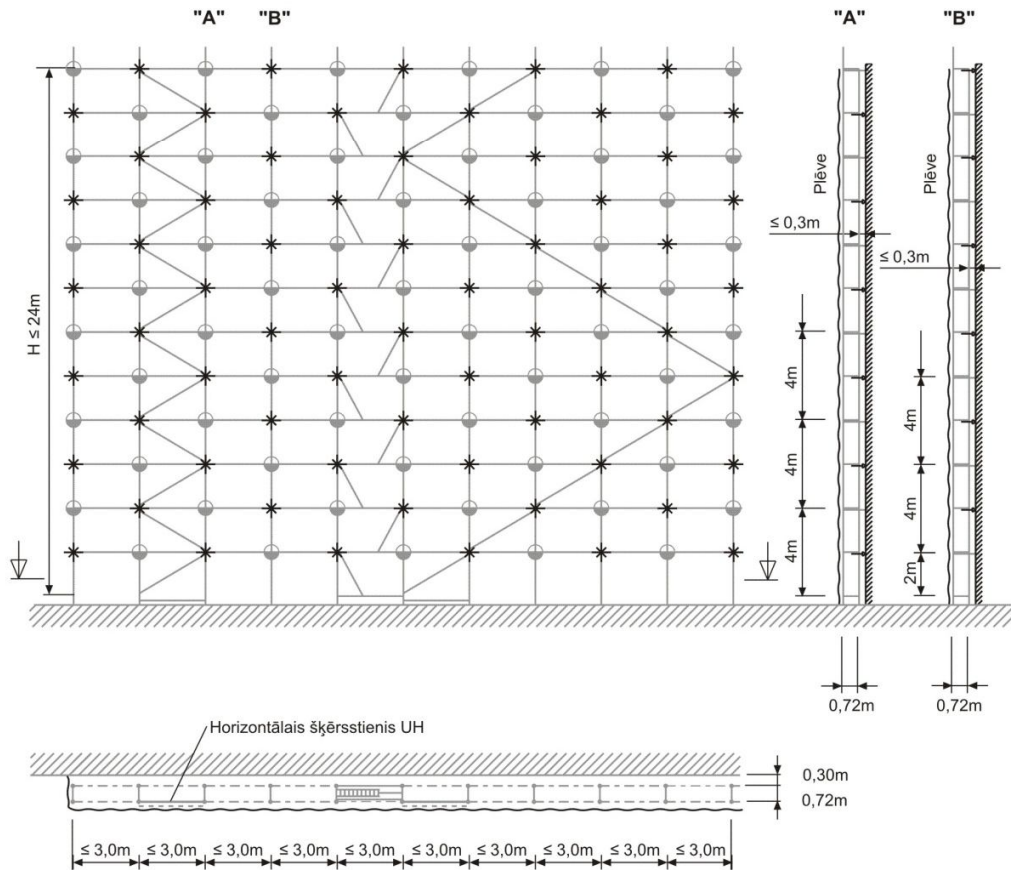 "A" "B" "A" "B"
Plēve
Plēve
≤ 0,3m
≤ 0,3m
H ≤ 24m
4m
4m
4m
4m
4m
2m
0,72m 0,72m
Horizontālais šķērsstienis UH
0,30m
0,72m
≤ 3,0m ≤ 3,0m ≤ 3,0m ≤ 3,0m ≤ 3,0m ≤ 3,0m ≤ 3,0m ≤ 3,0m ≤ 3,0m ≤ 3,0m